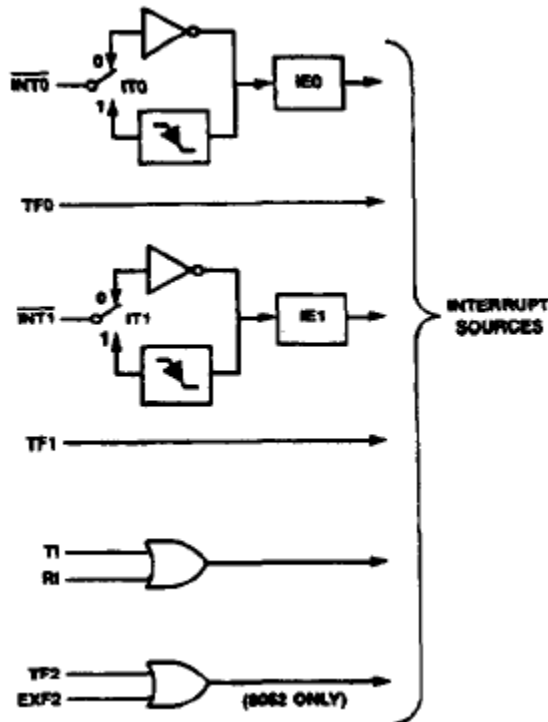 0
INT0
IT0
1
IE0
TF0
0
INT1
IT1
1
IE1
INTERRUPT
SOURCES
TF1
TI
RI
TF2
EXF2
(8052 ONLY)